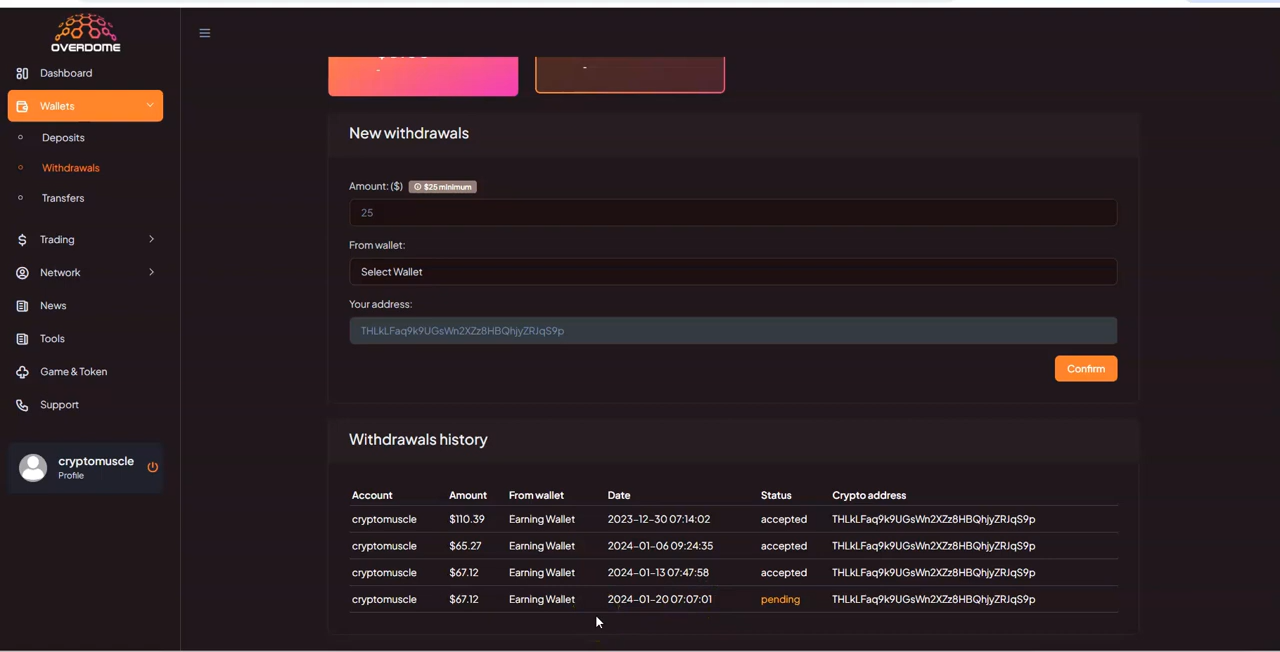 OVERDOME
Dashboard
Wallets
Deposits
Withdrawals
Transfers
Trading
Network
News
Tools
Game & Token
Support
cryptomuscle
Profile
New withdrawals
Amount: ($) $25 minimum
25
From wallet:
Select Wallet
Your address:
THLkLFaq9k9UGsWn2XZz8HBQhjyZRJqS9p
Confirm
Withdrawals history
Account Amount From wallet Date Status Crypto address
cryptomuscle $110.39 Earning Wallet 2023-12-30 07:14:02 accepted THLkLFaq9k9UGsWn2XZz8HBQhjyZRJqS9p
cryptomuscle $65.27 Earning Wallet 2024-01-06 09:24:35 accepted THLkLFaq9k9UGsWn2XZz8HBQhjyZRJqS9p
cryptomuscle $67.12 Earning Wallet 2024-01-13 07:47:58 accepted THLkLFaq9k9UGsWn2XZz8HBQhjyZRJqS9p
cryptomuscle $67.12 Earning Wallet 2024-01-20 07:07:01 pending THLkLFaq9k9UGsWn2XZz8HBQhjyZRJqS9p